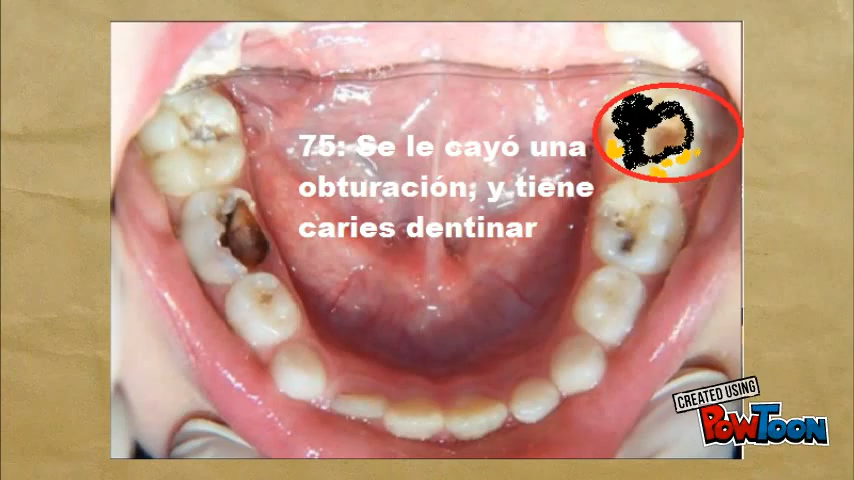 75: Se le cayó una
obturación, y tiene
caries dentinar
CREATED USING
POWTOON